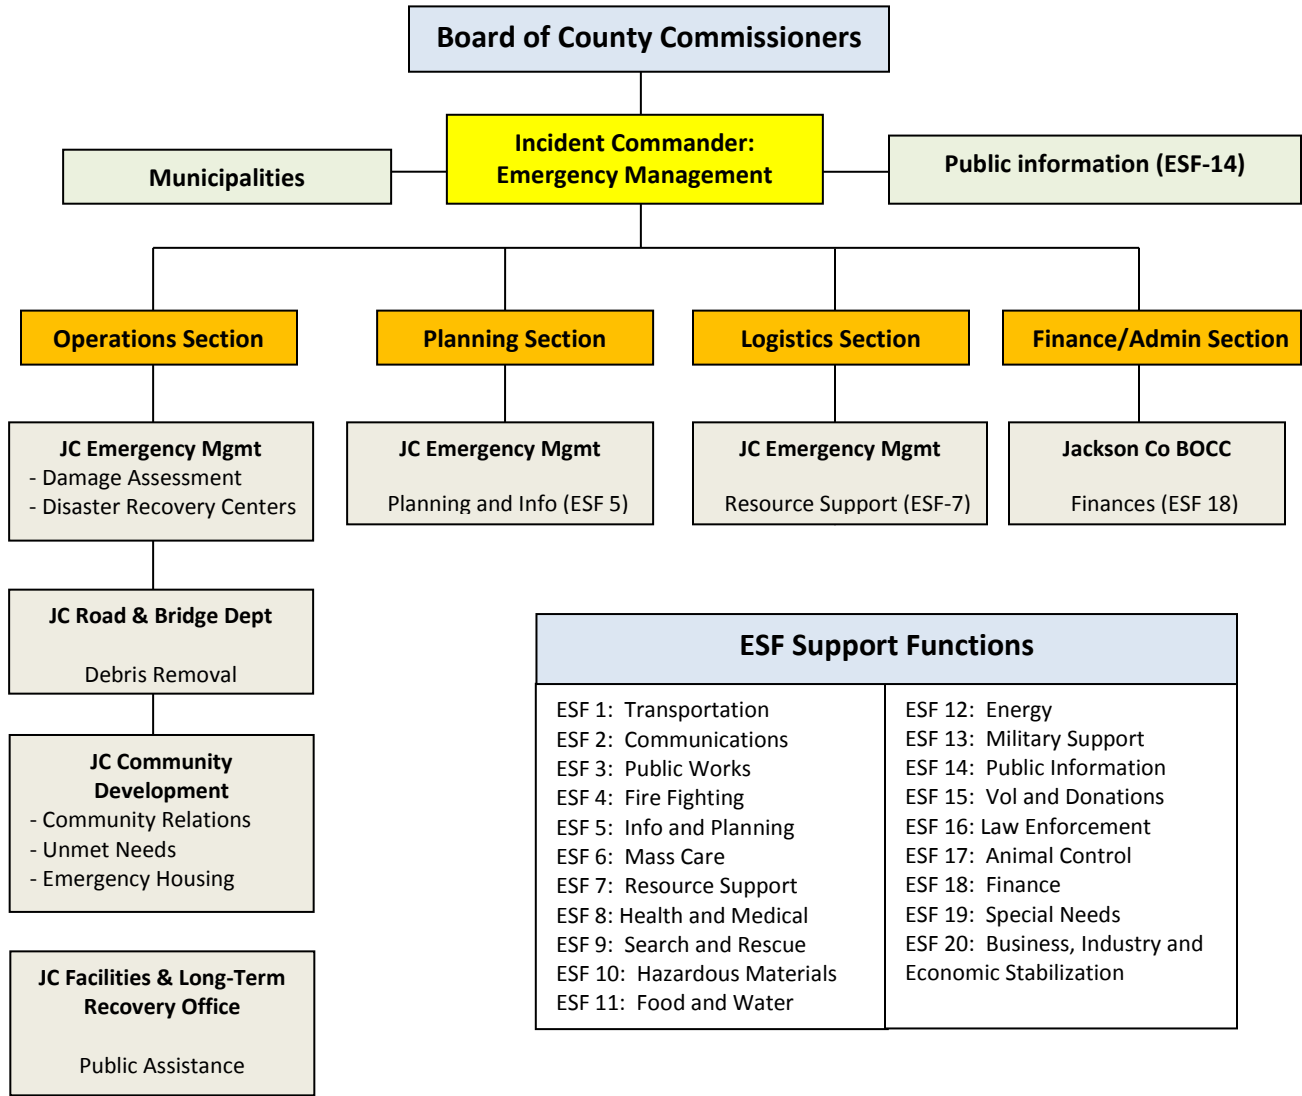 Board of County Commissioners
Incident Commander:
Emergency Management
Municipalities
Public information (ESF-14)
Operations Section
Planning Section
Logistics Section
Finance/Admin Section
JC Emergency Mgmt
- Damage Assessment
- Disaster Recovery Centers
JC Emergency Mgmt
Planning and Info (ESF 5)
JC Emergency Mgmt
Resource Support (ESF-7)
Jackson Co BOCC
Finances (ESF 18)
JC Road & Bridge Dept
Debris Removal
JC Community
Development
- Community Relations
- Unmet Needs
- Emergency Housing
JC Facilities & Long-Term
Recovery Office
Public Assistance
ESF Support Functions
ESF 1:  Transportation
ESF 2:  Communications
ESF 3:  Public Works
ESF 4:  Fire Fighting
ESF 5:  Info and Planning
ESF 6:  Mass Care
ESF 7:  Resource Support
ESF 8: Health and Medical
ESF 9:  Search and Rescue
ESF 10:  Hazardous Materials
ESF 11:  Food and Water
ESF 12:  Energy
ESF 13:  Military Support
ESF 14:  Public Information
ESF 15:  Vol and Donations
ESF 16: Law Enforcement
ESF 17:  Animal Control
ESF 18:  Finance
ESF 19:  Special Needs
ESF 20:  Business, Industry and
Economic Stabilization